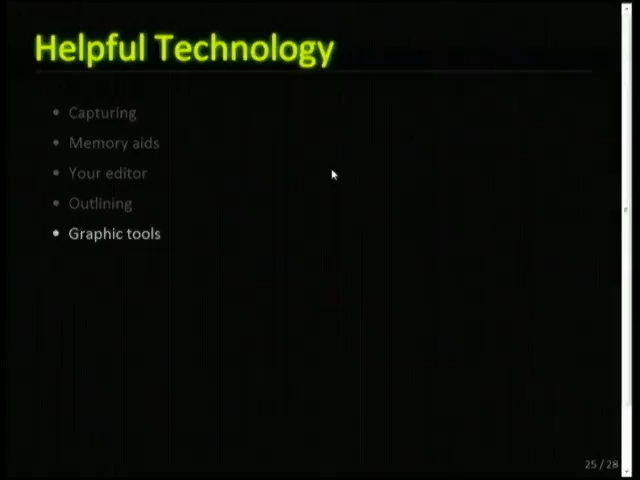 Helpful Technology
• Capturing
• Memory aids
• Your editor
• Outlining
• Graphic tools
25 / 28